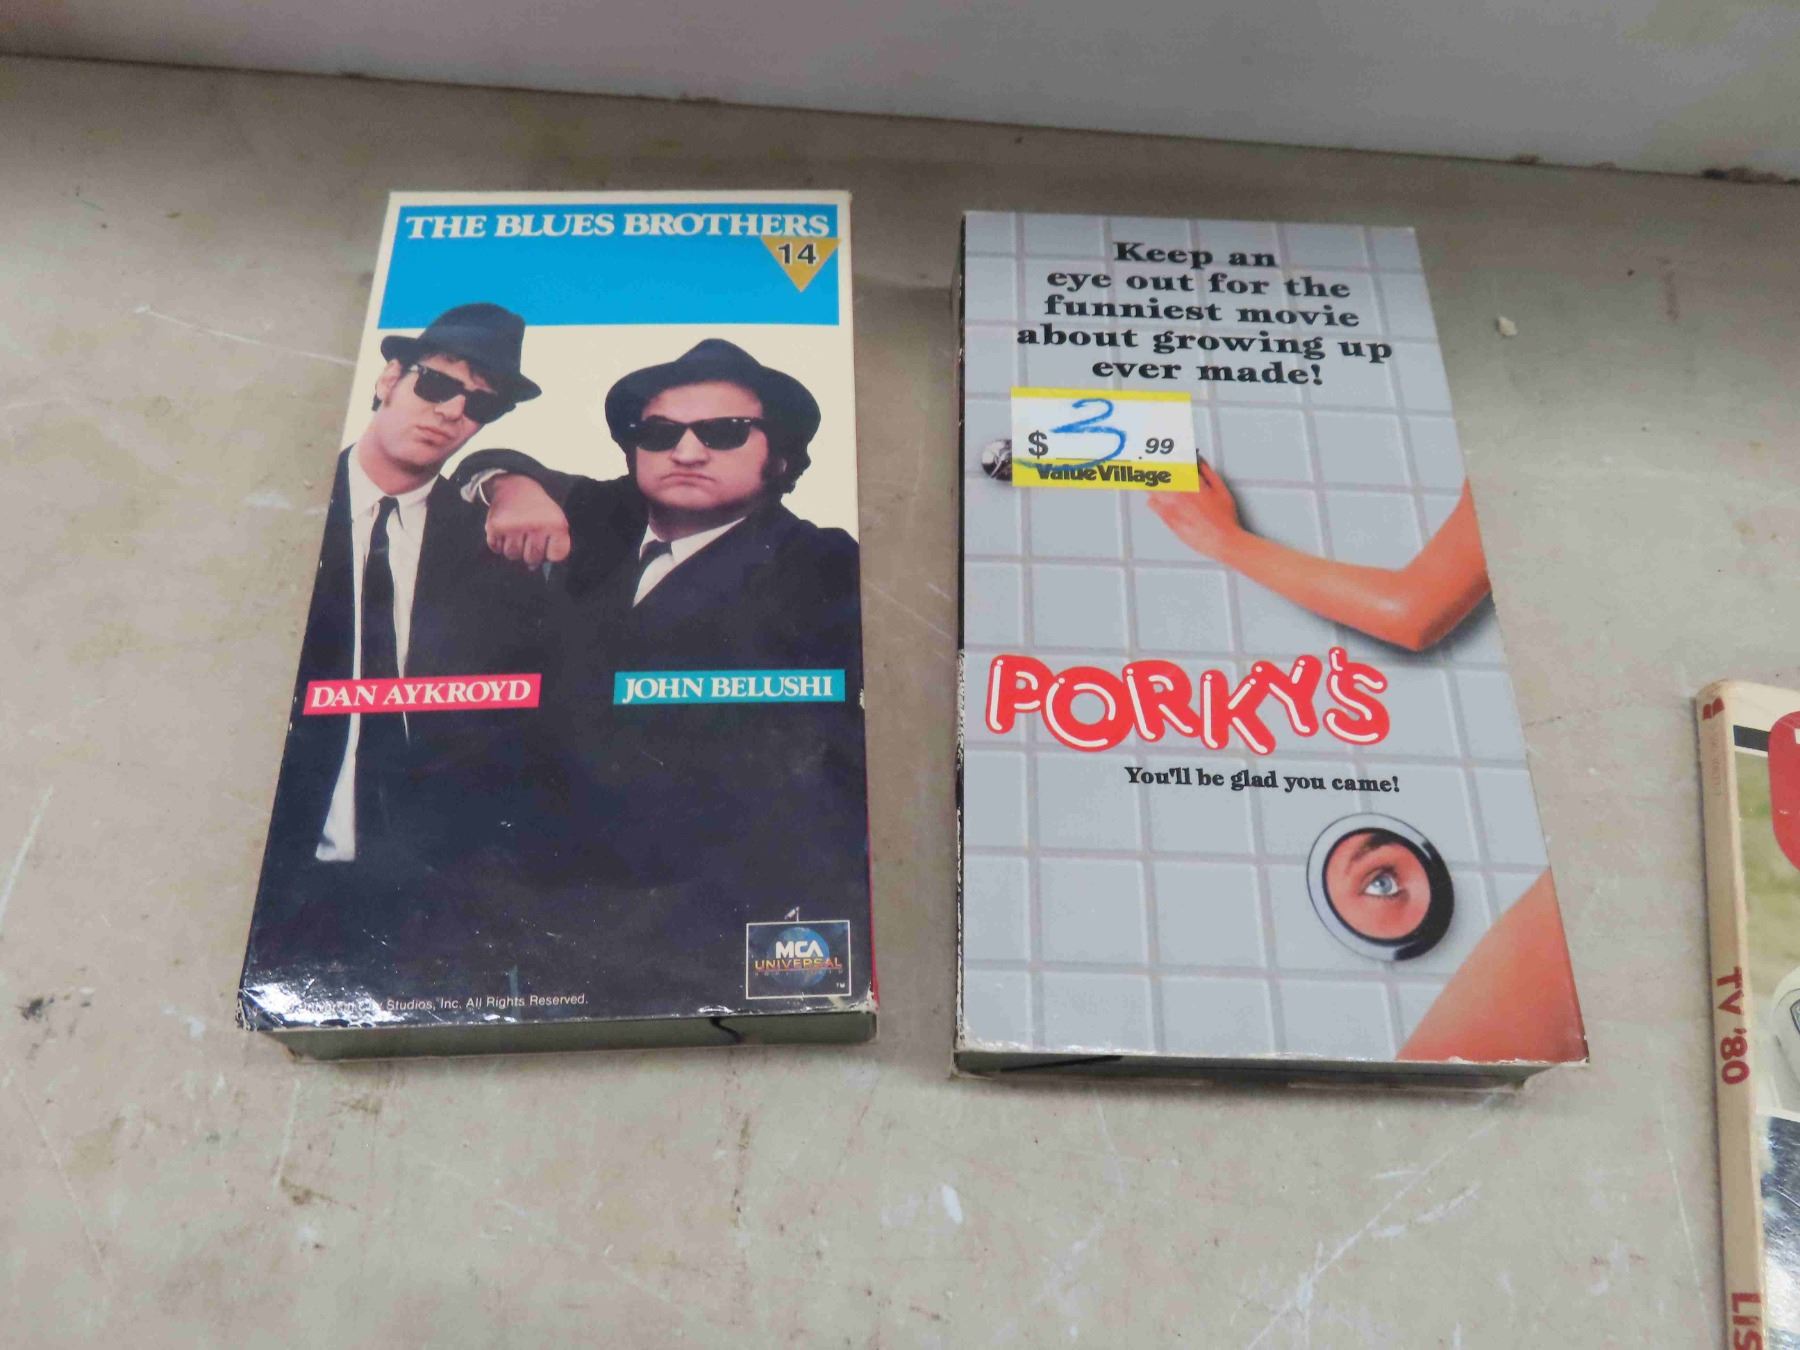 THE BLUES BROTHERS
14
DAN AYKROYD
JOHN BELUSHI
MCA
UNIVERSAL
Studios, Inc. All Rights Reserved.
TM
Keep an
eye out for the
funniest movie
about growing up
ever made!
$ .99
Value Village
PORKY'S
You'll be glad you came!
TV '80